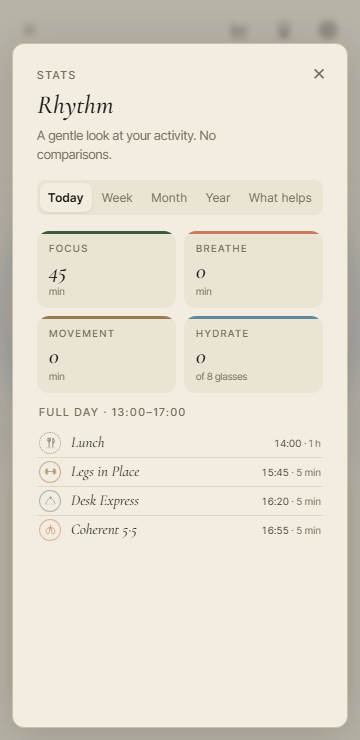 STATS
✕
Rhythm
A gentle look at your activity. No
comparisons.
Today Week Month Year What helps
FOCUS
45
min
BREATHE
0
min
MOVEMENT
0
min
HYDRATE
0
of 8 glasses
FULL DAY · 13:00–17:00
Lunch 14:00 · 1 h
Legs in Place 15:45 · 5 min
Desk Express 16:20 · 5 min
Coherent 5·5 16:55 · 5 min